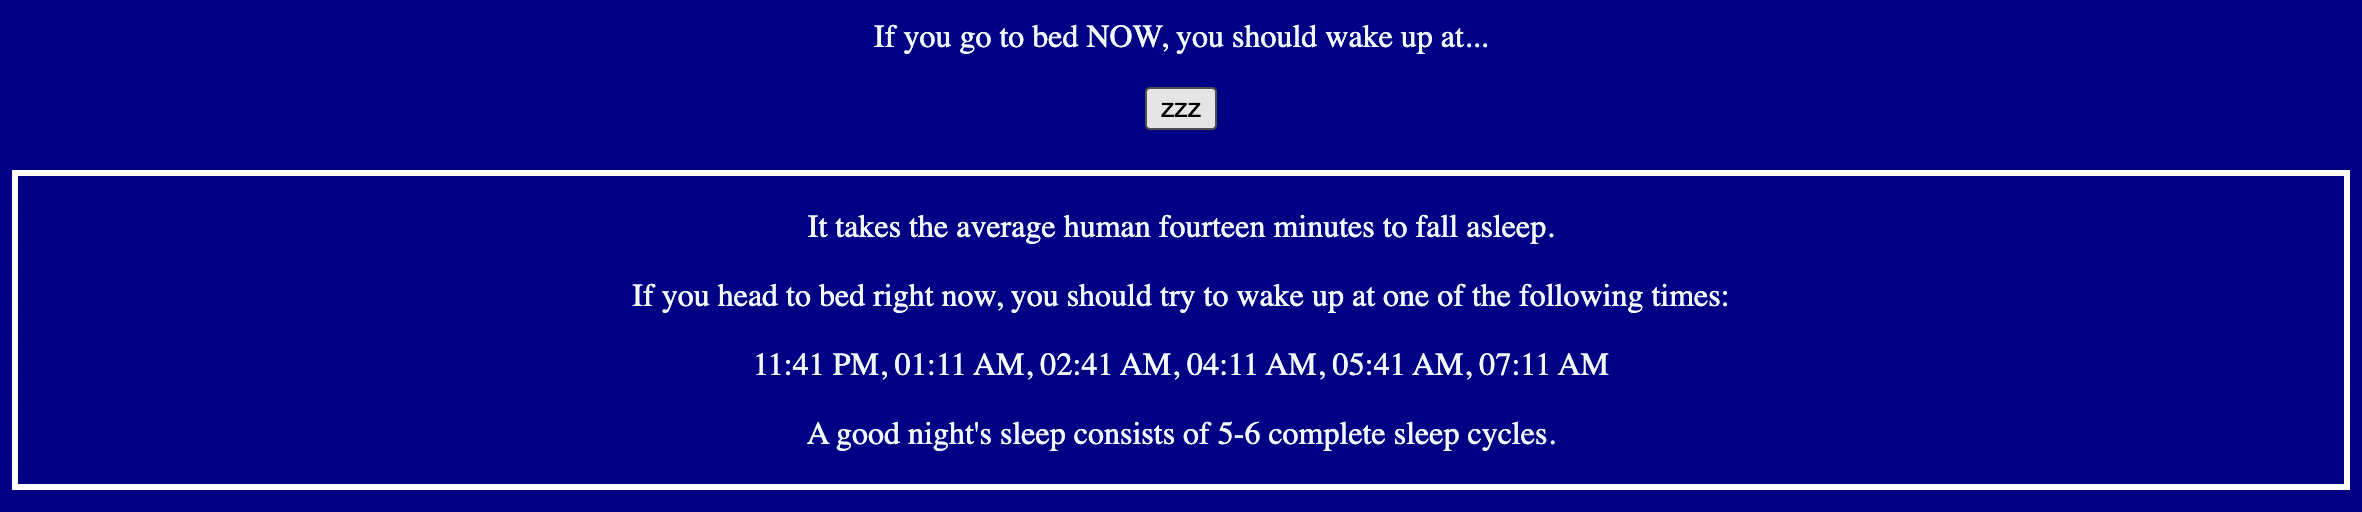 If you go to bed NOW, you should wake up at...
zzz
It takes the average human fourteen minutes to fall asleep.
If you head to bed right now, you should try to wake up at one of the following times:
11:41 PM, 01:11 AM, 02:41 AM, 04:11 AM, 05:41 AM, 07:11 AM
A good night's sleep consists of 5-6 complete sleep cycles.